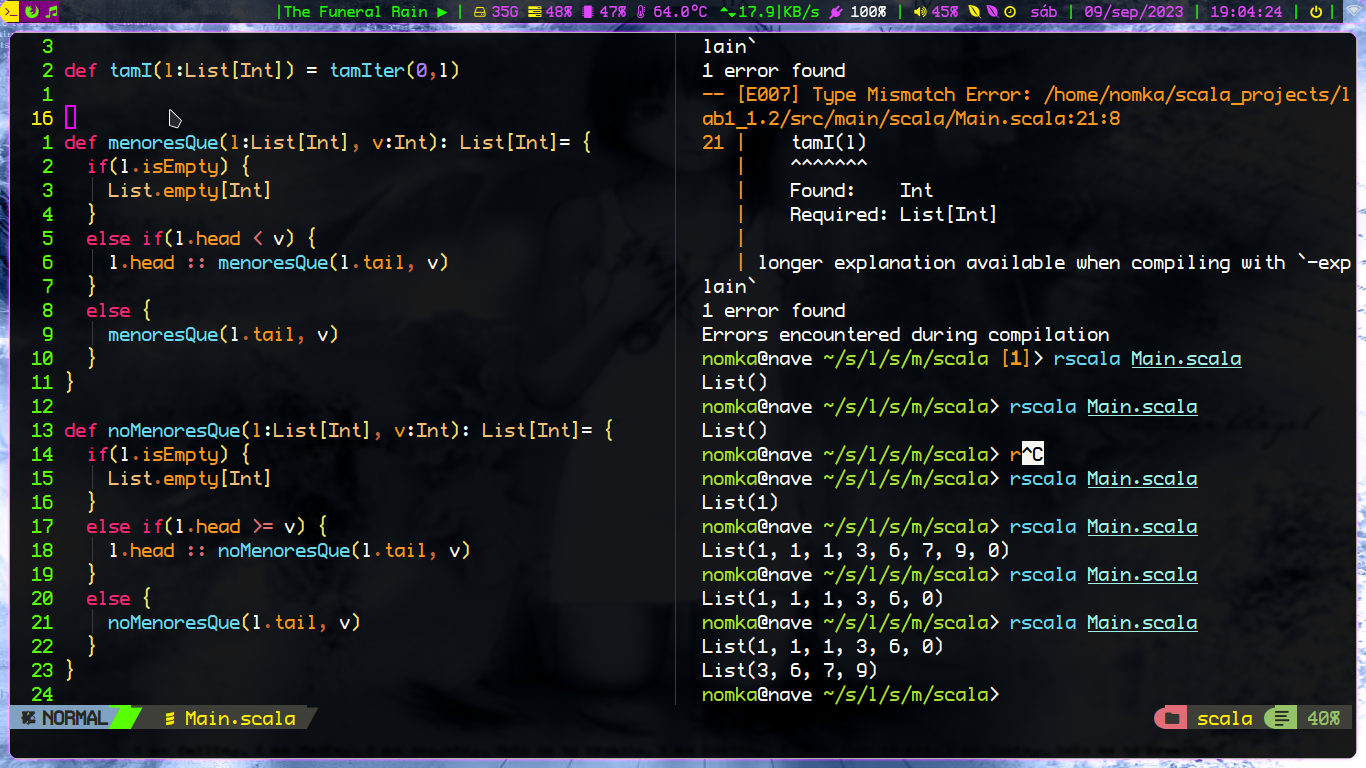 |The Funeral Rain ▶ | 35G 48% 47% 64.0°C 17.9|KB/s 100% | 45% sáb | 09/sep/2023 | 19:04:24 | |
3
2 def tamI(l:List[Int]) = tamIter(0,l)
1
16
1 def menoresQue(l:List[Int], v:Int): List[Int]= {
2 if(l.isEmpty) {
3 List.empty[Int]
4 }
5 else if(l.head < v) {
6 l.head :: menoresQue(l.tail, v)
7 }
8 else {
9 menoresQue(l.tail, v)
10 }
11 }
12
13 def noMenoresQue(l:List[Int], v:Int): List[Int]= {
14 if(l.isEmpty) {
15 List.empty[Int]
16 }
17 else if(l.head >= v) {
18 l.head :: noMenoresQue(l.tail, v)
19 }
20 else {
21 noMenoresQue(l.tail, v)
22 }
23 }
24
lain`
1 error found
-- [E007] Type Mismatch Error: /home/nomka/scala_projects/l
ab1_1.2/src/main/scala/Main.scala:21:8
21 | tamI(l)
| ^^^^^^^
| Found: Int
| Required: List[Int]
|
| longer explanation available when compiling with `-exp
lain`
1 error found
Errors encountered during compilation
nomka@nave ~/s/l/s/m/scala [1]> rscala Main.scala
List()
nomka@nave ~/s/l/s/m/scala> rscala Main.scala
List()
nomka@nave ~/s/l/s/m/scala> r^C
nomka@nave ~/s/l/s/m/scala> rscala Main.scala
List(1)
nomka@nave ~/s/l/s/m/scala> rscala Main.scala
List(1, 1, 1, 3, 6, 7, 9, 0)
nomka@nave ~/s/l/s/m/scala> rscala Main.scala
List(1, 1, 1, 3, 6, 0)
nomka@nave ~/s/l/s/m/scala> rscala Main.scala
List(1, 1, 1, 3, 6, 0)
List(3, 6, 7, 9)
nomka@nave ~/s/l/s/m/scala>
NORMAL Main.scala scala 40%